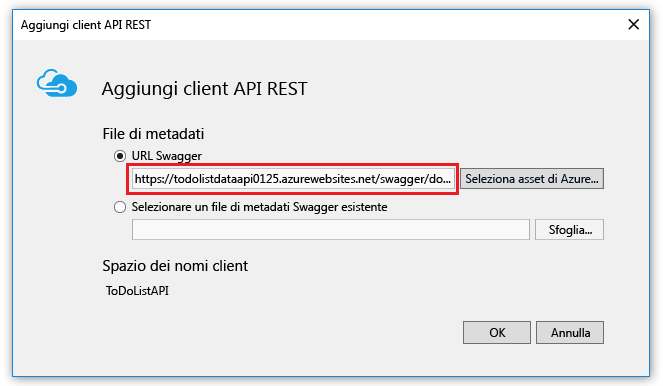 Aggiungi client API REST
Aggiungi client API REST
File di metadati
URL Swagger
https://todolistdataapi0125.azurewebsites.net/swagger/do...
Seleziona asset di Azure...
Selezionare un file di metadati Swagger esistente
Sfoglia...
Spazio dei nomi client
ToDoListAPI
OK
Annulla